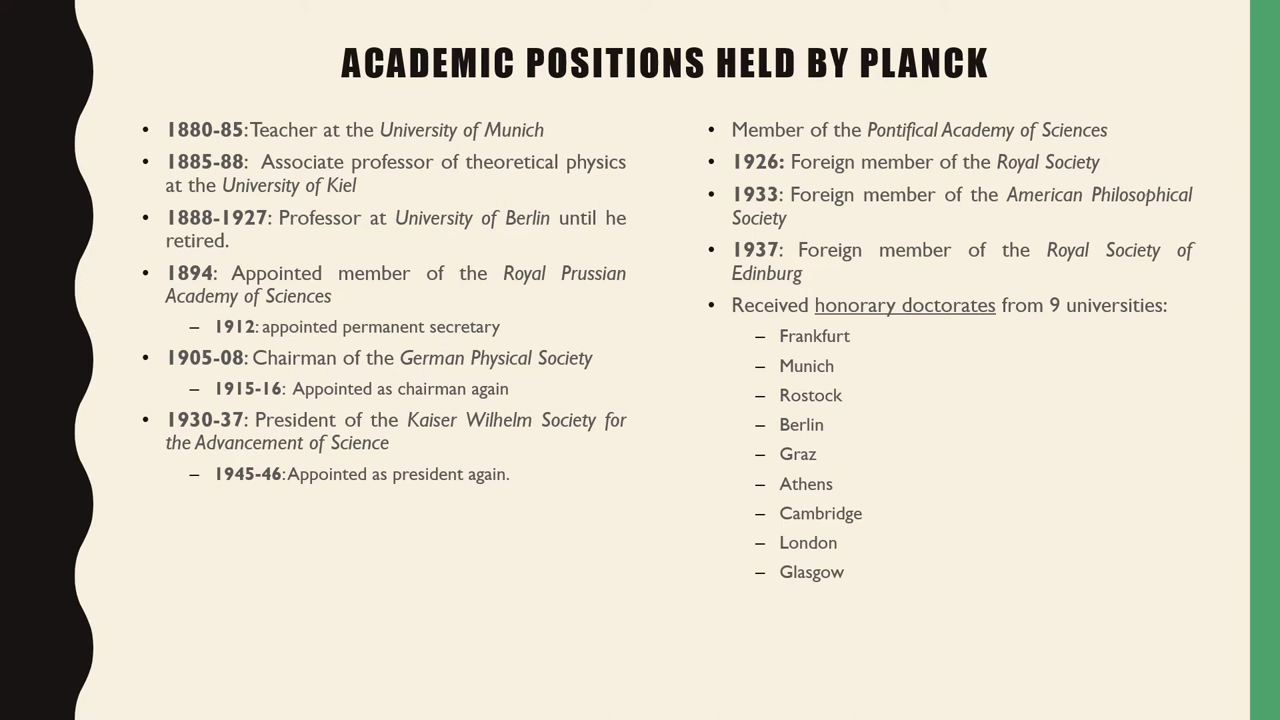 ACADEMIC POSITIONS HELD BY PLANCK
• 1880-85: Teacher at the University of Munich
• 1885-88: Associate professor of theoretical physics
at the University of Kiel
• 1888-1927: Professor at University of Berlin until he
retired.
• 1894: Appointed member of the Royal Prussian
Academy of Sciences
– 1912: appointed permanent secretary
• 1905-08: Chairman of the German Physical Society
– 1915-16: Appointed as chairman again
• 1930-37: President of the Kaiser Wilhelm Society for
the Advancement of Science
– 1945-46: Appointed as president again.
• Member of the Pontifical Academy of Sciences
• 1926: Foreign member of the Royal Society
• 1933: Foreign member of the American Philosophical
Society
• 1937: Foreign member of the Royal Society of
Edinburg
• Received honorary doctorates from 9 universities:
– Frankfurt
– Munich
– Rostock
– Berlin
– Graz
– Athens
– Cambridge
– London
– Glasgow